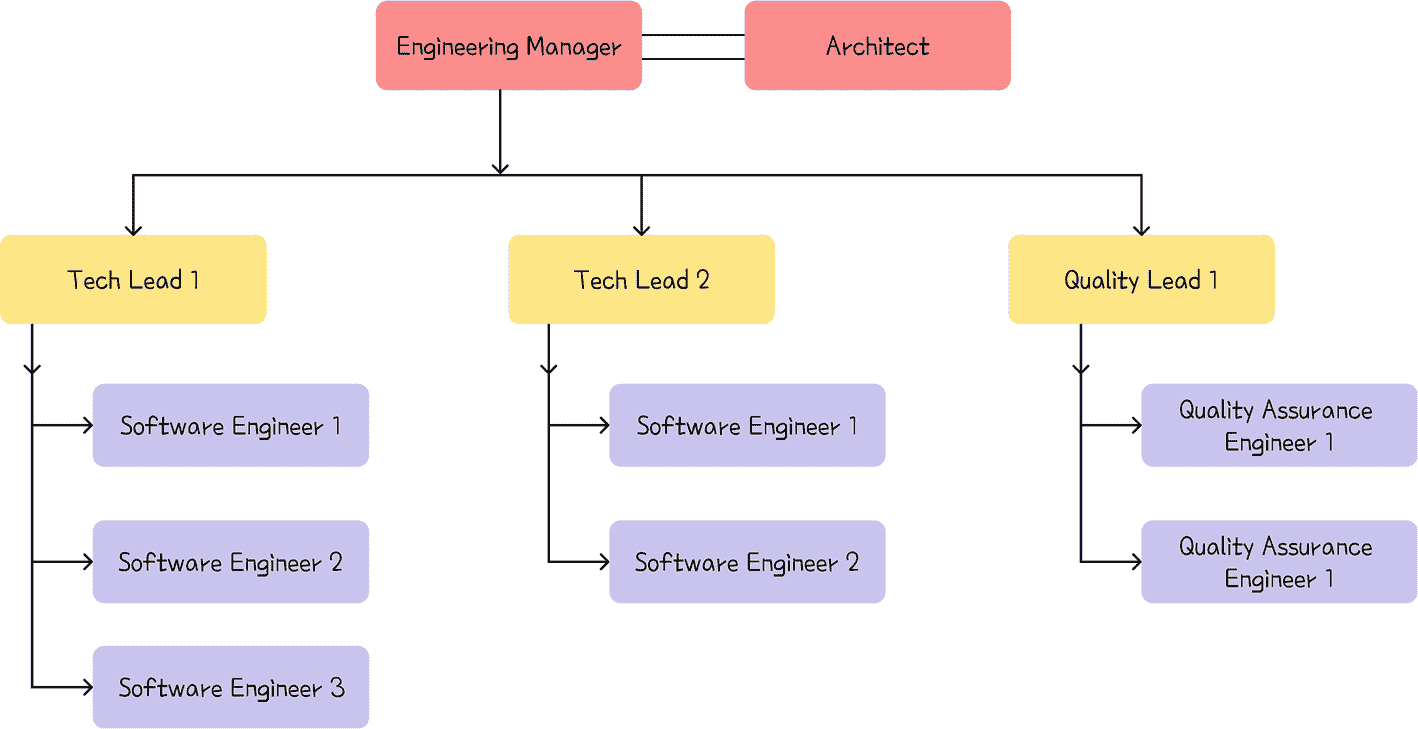 Engineering Manager
Architect
Tech Lead 1
Tech Lead 2
Quality Lead 1
Software Engineer 1
Software Engineer 1
Quality Assurance
Engineer 1
Software Engineer 2
Software Engineer 2
Quality Assurance
Engineer 1
Software Engineer 3